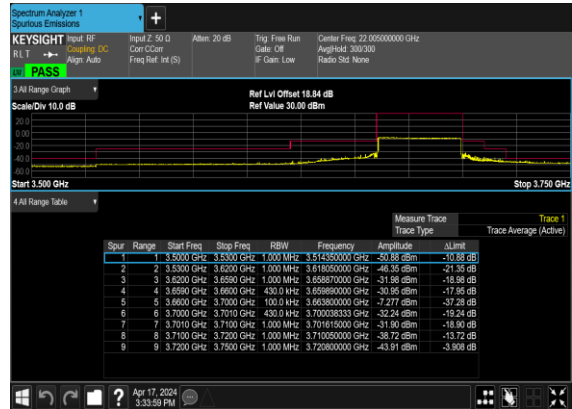 Spectrum Analyzer 1
Spurious Emissions
KEYSIGHT Input: RF Input Z: 50 Ω Atten: 20 dB Trig: Free Run Center Freq: 22.005000000 GHz
RLT Coupling: DC Corr CCorr Gate: Off Avg|Hold: 300/300
Align: Auto Freq Ref: Int (S) IF Gain: Low Radio Std: None
PASS
3 All Range Graph
Ref Lvl Offset 18.84 dB
Scale/Div 10.0 dB Ref Value 30.00 dBm
20.0
0.00
-20.0
-40.0
-60.0
Start 3.500 GHz Stop 3.750 GHz
4 All Range Table
Measure Trace Trace 1
Trace Type Trace Average (Active)
Spur Range Start Freq Stop Freq RBW Frequency Amplitude ΔLimit
1 1 3.5000 GHz 3.5300 GHz 1.000 MHz 3.514350000 GHz -50.88 dBm -10.88 dB
2 2 3.5300 GHz 3.6200 GHz 1.000 MHz 3.618050000 GHz -46.35 dBm -21.35 dB
3 3 3.6200 GHz 3.6590 GHz 1.000 MHz 3.658870000 GHz -31.98 dBm -18.98 dB
4 4 3.6590 GHz 3.6600 GHz 430.0 kHz 3.659890000 GHz -30.95 dBm -17.95 dB
5 5 3.6600 GHz 3.7000 GHz 100.0 kHz 3.663800000 GHz -7.277 dBm -37.28 dB
6 6 3.7000 GHz 3.7010 GHz 430.0 kHz 3.700038333 GHz -32.24 dBm -19.24 dB
7 7 3.7010 GHz 3.7100 GHz 1.000 MHz 3.701615000 GHz -31.90 dBm -18.90 dB
8 8 3.7100 GHz 3.7200 GHz 1.000 MHz 3.710050000 GHz -38.72 dBm -13.72 dB
9 9 3.7200 GHz 3.7500 GHz 1.000 MHz 3.720800000 GHz -43.91 dBm -3.908 dB
? Apr 17, 2024
3:33:59 PM